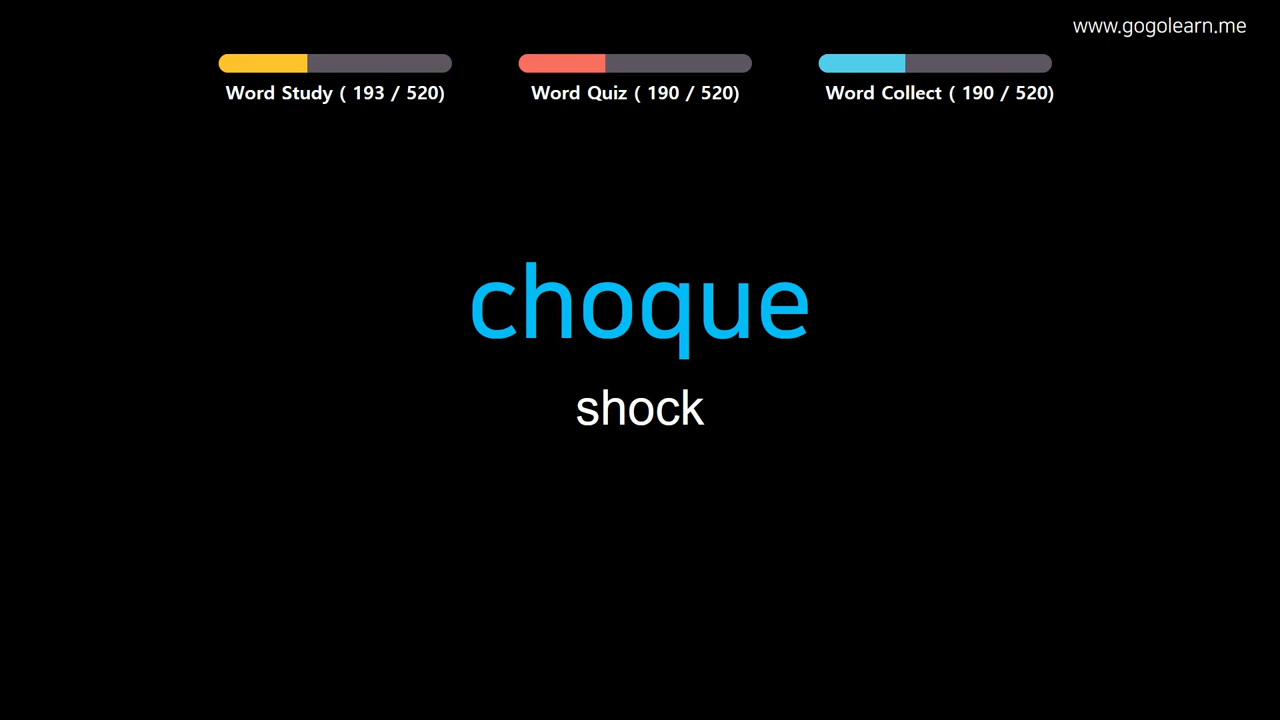 www.gogolearn.me
Word Study ( 193 / 520)
Word Quiz ( 190 / 520)
Word Collect ( 190 / 520)
choque
shock